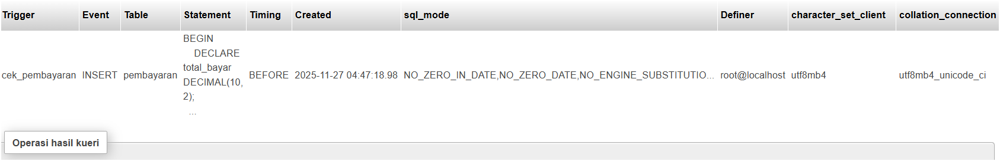 Trigger Event Table Statement Timing Created sql_mode Definer character_set_client collation_connection
BEGIN
DECLARE
total_bayar
cek_pembayaran INSERT pembayaran DECIMAL(10, BEFORE 2025-11-27 04:47:18.98 NO_ZERO_IN_DATE,NO_ZERO_DATE,NO_ENGINE_SUBSTITUTIO... root@localhost utf8mb4 utf8mb4_unicode_ci
2);
...
Operasi hasil kueri